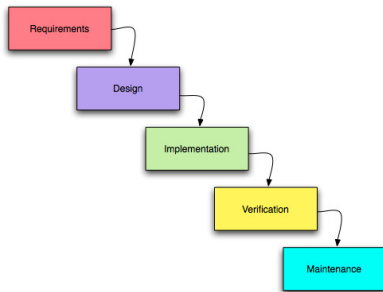 Requirements
Design
Implementation
Verification
Maintenance